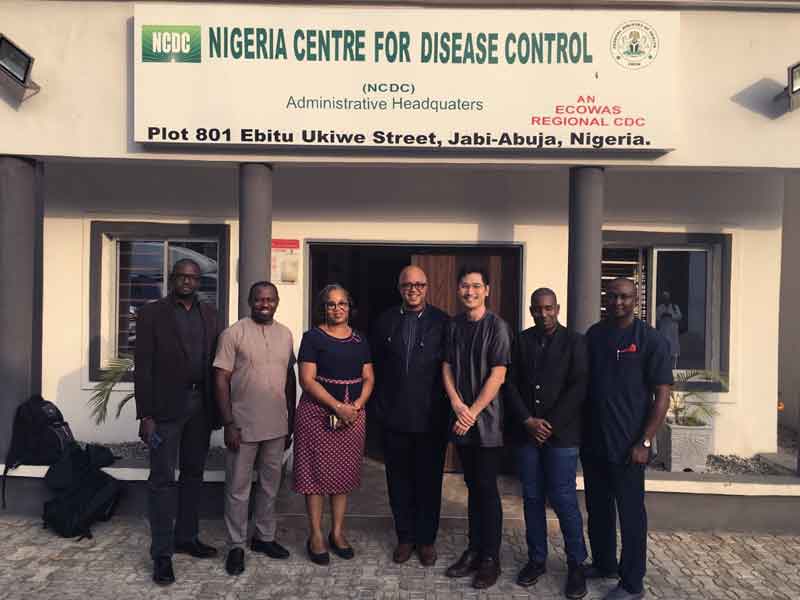 NCDC
NIGERIA CENTRE FOR DISEASE CONTROL
(NCDC)
Administrative Headquaters
AN
ECOWAS
REGIONAL CDC
Plot 801 Ebitu Ukiwe Street, Jabi-Abuja, Nigeria.